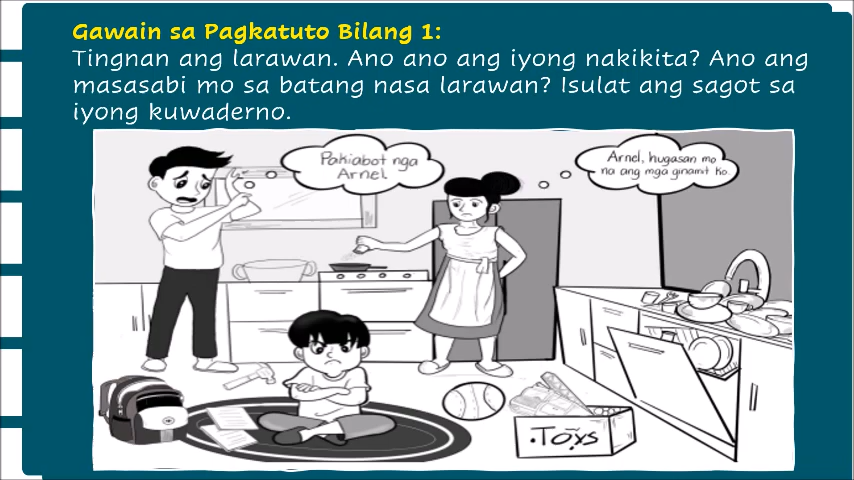 Gawain sa Pagkatuto Bilang 1:
Tingnan ang larawan. Ano ano ang iyong nakikita? Ano ang
masasabi mo sa batang nasa larawan? Isulat ang sagot sa
iyong kuwaderno.
Pakiabot nga
Arnel.
Arnel, hugasan mo
na ang mga ginamit ko.
.Toys